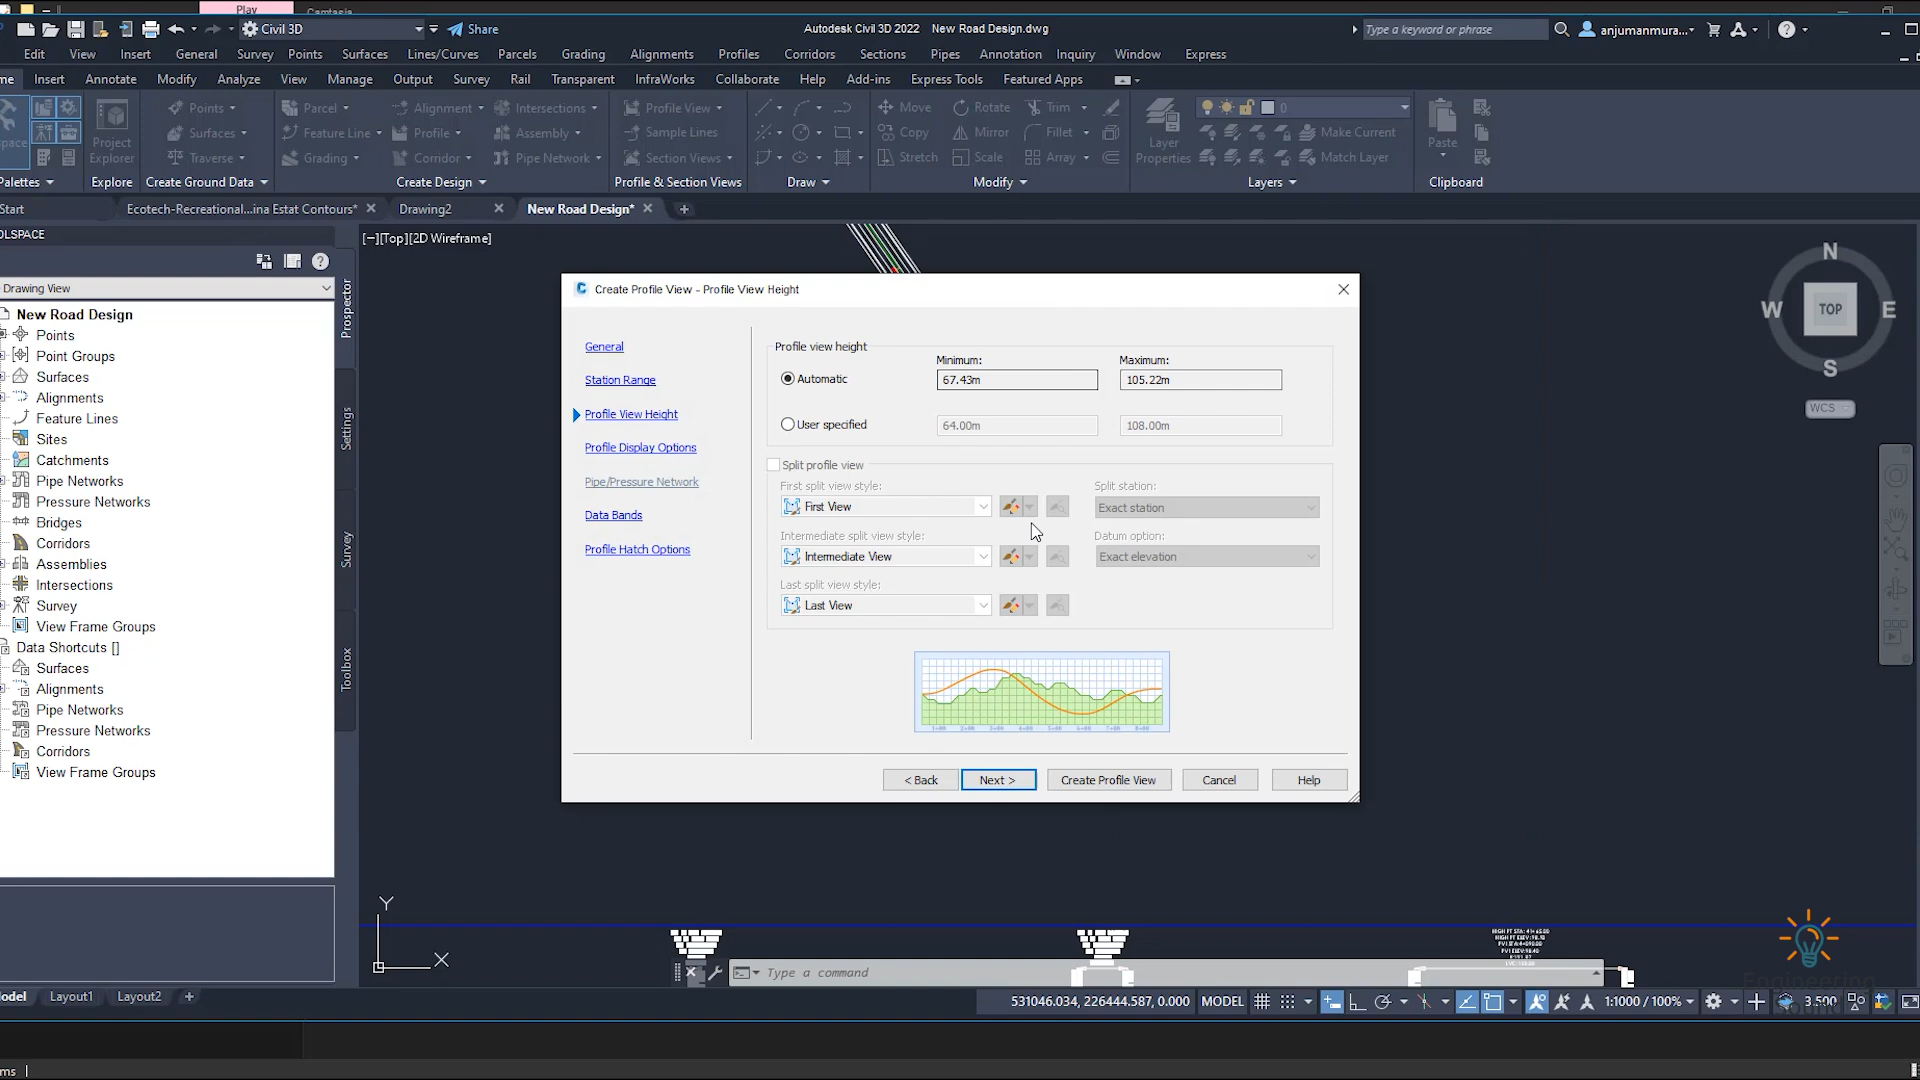 Play
Camtasia
Civil 3D
Share
Autodesk Civil 3D 2022 New Road Design.dwg
Type a keyword or phrase
anjumanmura...
Edit View Insert General Survey Points Surfaces Lines/Curves Parcels Grading Alignments Profiles Corridors Sections Pipes Annotation Inquiry Window Express
me Insert Annotate Modify Analyze View Manage Output Survey Rail Transparent InfraWorks Collaborate Help Add-ins Express Tools Featured Apps
Points Parcel Alignment Intersections Profile View Move Rotate Trim 0
Surfaces Feature Line Profile Assembly Sample Lines Copy Mirror Fillet Make Current
Traverse Grading Corridor Pipe Network Section Views Stretch Scale Array Match Layer
space
Project
Explorer
Layer
Properties
Paste
Palettes Explore Create Ground Data Create Design Profile & Section Views Draw Modify Layers Clipboard
Start
Ecotech-Recreational...ina Estat Contours*
Drawing2
New Road Design*
OLSPACE
[−][Top][2D Wireframe]
Drawing View
New Road Design
Points
Point Groups
Surfaces
Alignments
Feature Lines
Sites
Catchments
Pipe Networks
Pressure Networks
Bridges
Corridors
Assemblies
Intersections
Survey
View Frame Groups
Data Shortcuts []
Surfaces
Alignments
Pipe Networks
Pressure Networks
Corridors
View Frame Groups
Prospector
Settings
Survey
Toolbox
Create Profile View - Profile View Height
General
Station Range
Profile View Height
Profile Display Options
Pipe/Pressure Network
Data Bands
Profile Hatch Options
Profile view height
Minimum: Maximum:
Automatic 67.43m 105.22m
User specified 64.00m 108.00m
Split profile view
First split view style: Split station:
First View Exact station
Intermediate split view style: Datum option:
Intermediate View Exact elevation
Last split view style:
Last View
< Back Next > Create Profile View Cancel Help
N
W TOP E
S
WCS
Y
X
Type a command
odel Layout1 Layout2
531046.034, 226444.587, 0.000 MODEL 1:1000 / 100% 3.500
Engineering
ms